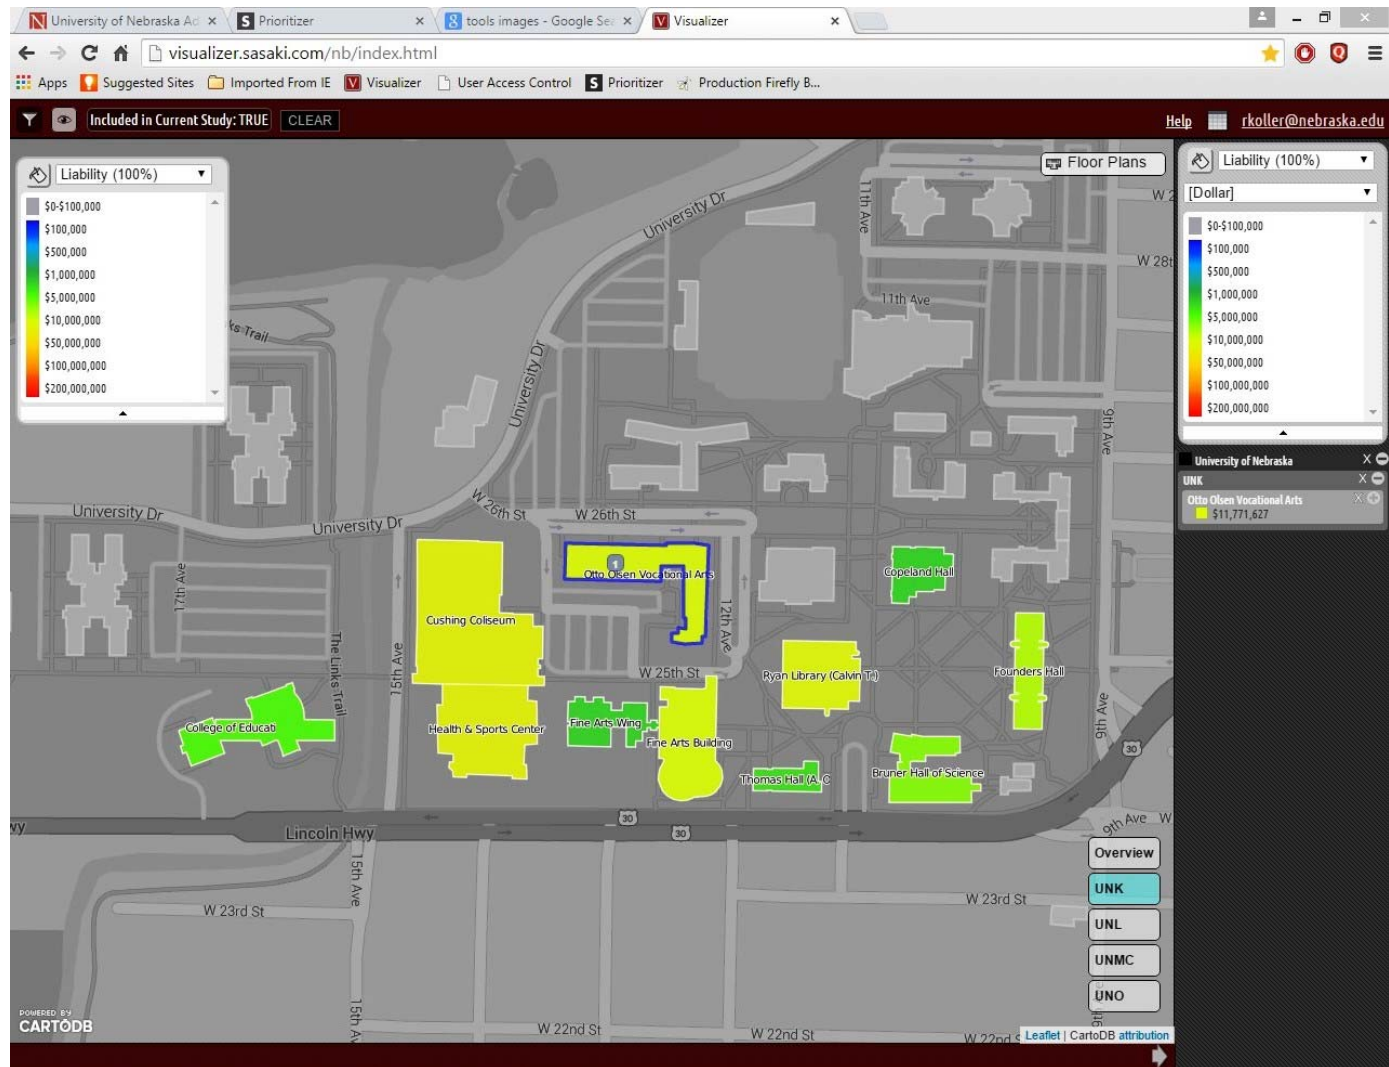 University of Nebraska Ad
Prioritizer
tools images - Google Se
Visualizer
visualizer.sasaki.com/nb/index.html
Apps Suggested Sites Imported From IE Visualizer User Access Control Prioritizer Production Firefly B...
Included in Current Study: TRUE CLEAR
Help rkoller@nebraska.edu
Liability (100%)
$0-$100,000
$100,000
$500,000
$1,000,000
$5,000,000
$10,000,000
$50,000,000
$100,000,000
$200,000,000
Floor Plans
Liability (100%)
[Dollar]
$0-$100,000
$100,000
$500,000
$1,000,000
$5,000,000
$10,000,000
$50,000,000
$100,000,000
$200,000,000
University of Nebraska X
UNK X
Otto Olsen Vocational Arts X
$11,771,627
University Dr
11th Ave
W 2
W 28t
11th Ave
ks Trail
University Dr
9th Ave
University Dr
University Dr
W 26th St
W 26th St
17th Ave
1
Otto Olsen Vocational Arts
Copeland Hall
12th Ave
Cushing Coliseum
The Links Trail
15th Ave
W 25th St
Ryan Library (Calvin T.)
Founders Hall
College of Educati
Health & Sports Center
Fine Arts Wing
Fine Arts Building
9th Ave
30
Thomas Hall (A. C
Bruner Hall of Science
wy
Lincoln Hwy
30
30
9th Ave
W
15th Ave
W 23rd St
W 23rd St
Overview
UNK
UNL
UNMC
UNO
15th A
W 22nd St
W 22nd St
W 22nd S
POWERED BY
CARTODB
Leaflet | CartoDB attribution